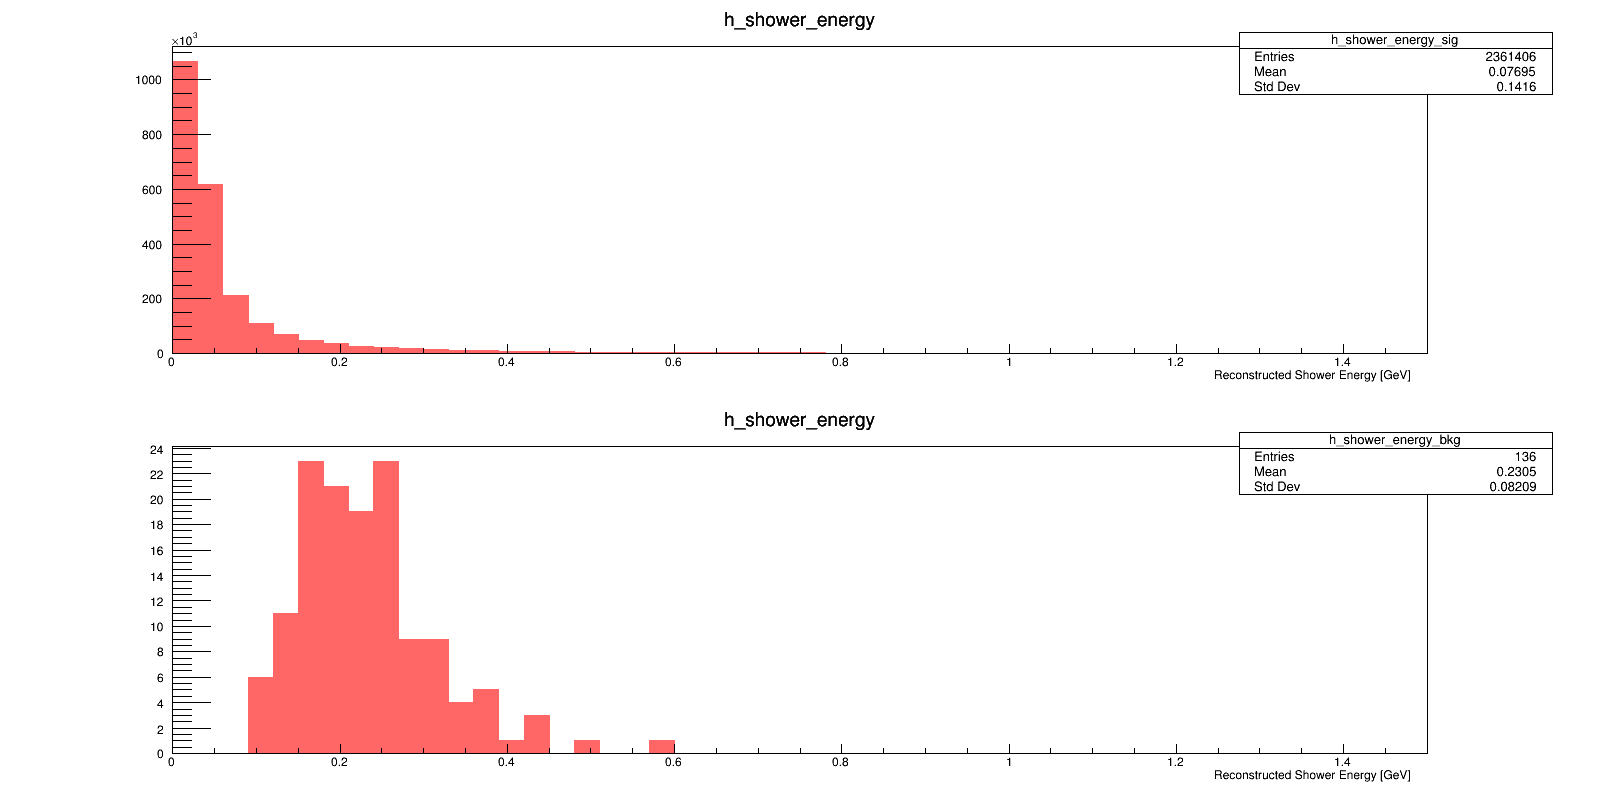 h_shower_energy
×10³
h_shower_energy_sig
Entries 2361406
Mean 0.07695
Std Dev 0.1416
1000
800
600
400
200
0
0 0.2 0.4 0.6 0.8 1 1.2 1.4
Reconstructed Shower Energy [GeV]
h_shower_energy
h_shower_energy_bkg
Entries 136
Mean 0.2305
Std Dev 0.08209
24
22
20
18
16
14
12
10
8
6
4
2
0
0 0.2 0.4 0.6 0.8 1 1.2 1.4
Reconstructed Shower Energy [GeV]